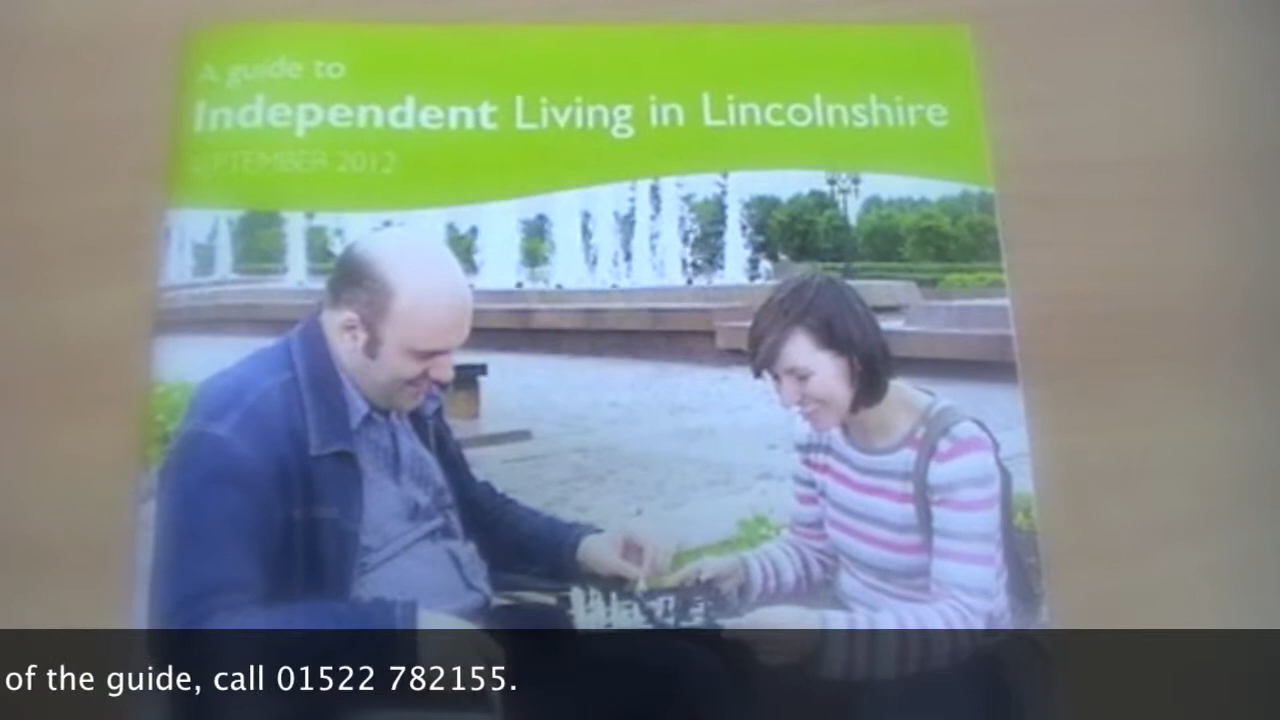 A guide to
Independent Living in Lincolnshire
SEPTEMBER 2012
of the guide, call 01522 782155.